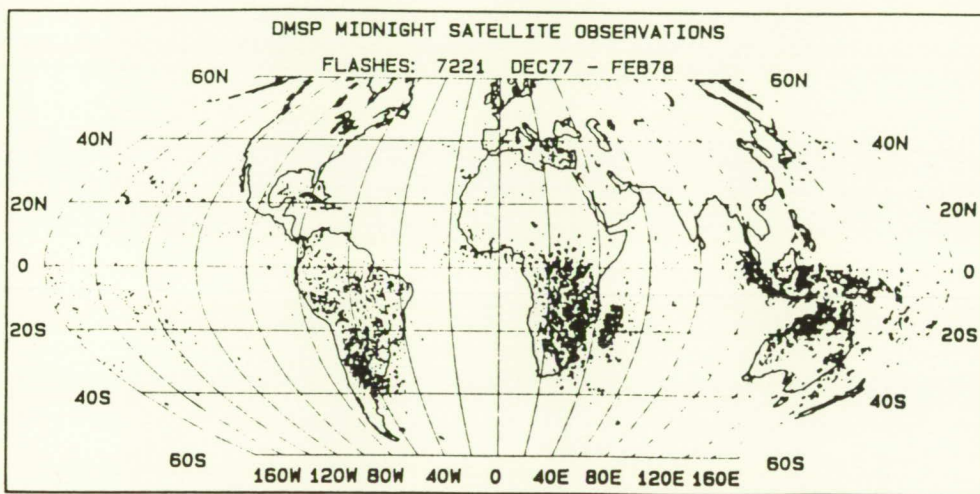 DMSP MIDNIGHT SATELLITE OBSERVATIONS
FLASHES: 7221 DEC77 - FEB78
60N 60N
40N 40N
20N 20N
0 0
20S 20S
40S 40S
60S 60S
160W 120W 80W 40W 0 40E 80E 120E 160E